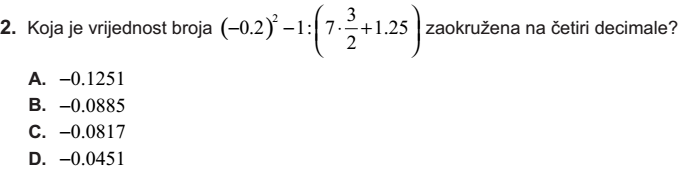 2. Koja je vrijednost broja (−0.2)² −1:(7·3/2+1.25) zaokružena na četiri decimale?
A. −0.1251
B. −0.0885
C. −0.0817
D. −0.0451